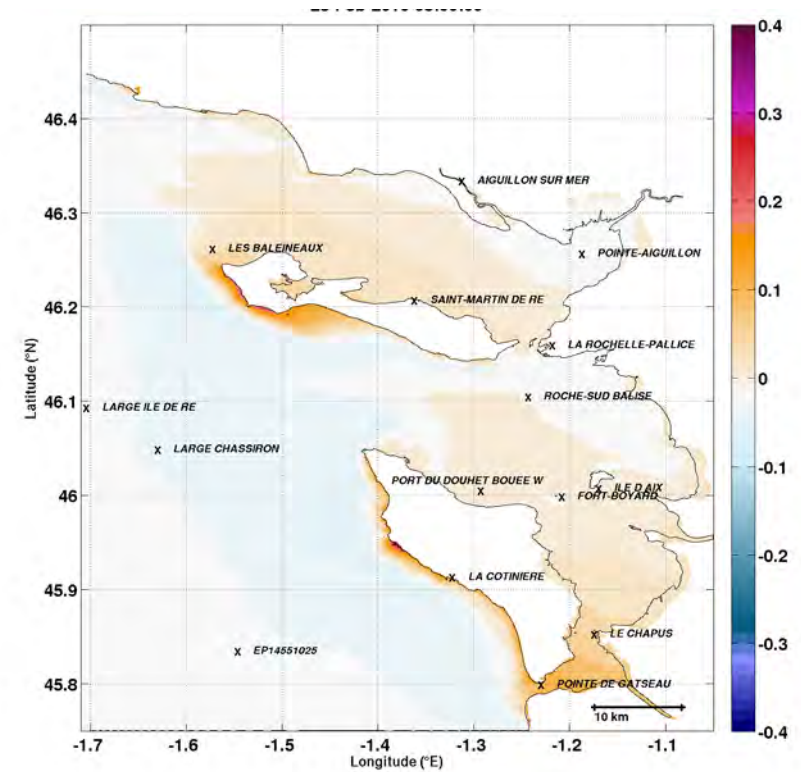 0.4
46.4
0.3
AIGUILLON SUR MER
46.3
0.2
LES BALEINEAUX
POINTE-AIGUILLON
46.2
SAINT-MARTIN DE RE
0.1
LA ROCHELLE-PALLICE
Latitude (°N)
46.1
LARGE ILE DE RE
ROCHE-SUD BALISE
0
LARGE CHASSIRON
-0.1
PORT DU DOUHET BOUEE W
ILE D AIX
46
FORT-BOYARD
-0.2
45.9
LA COTINIERE
LE CHAPUS
-0.3
EP14551025
45.8
POINTE DE GATSEAU
10 km
-0.4
-1.7 -1.6 -1.5 -1.4 -1.3 -1.2 -1.1
Longitude (°E)